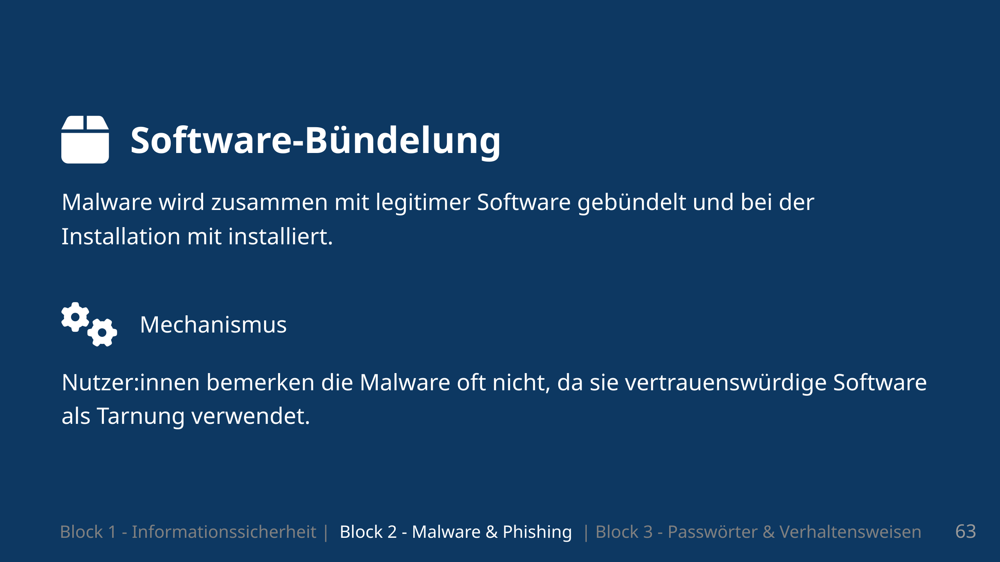 Software-Bündelung
Malware wird zusammen mit legitimer Software gebündelt und bei der
Installation mit installiert.
Mechanismus
Nutzer:innen bemerken die Malware oft nicht, da sie vertrauenswürdige Software
als Tarnung verwendet.
Block 1 - Informationssicherheit | Block 2 - Malware & Phishing | Block 3 - Passwörter & Verhaltensweisen 63